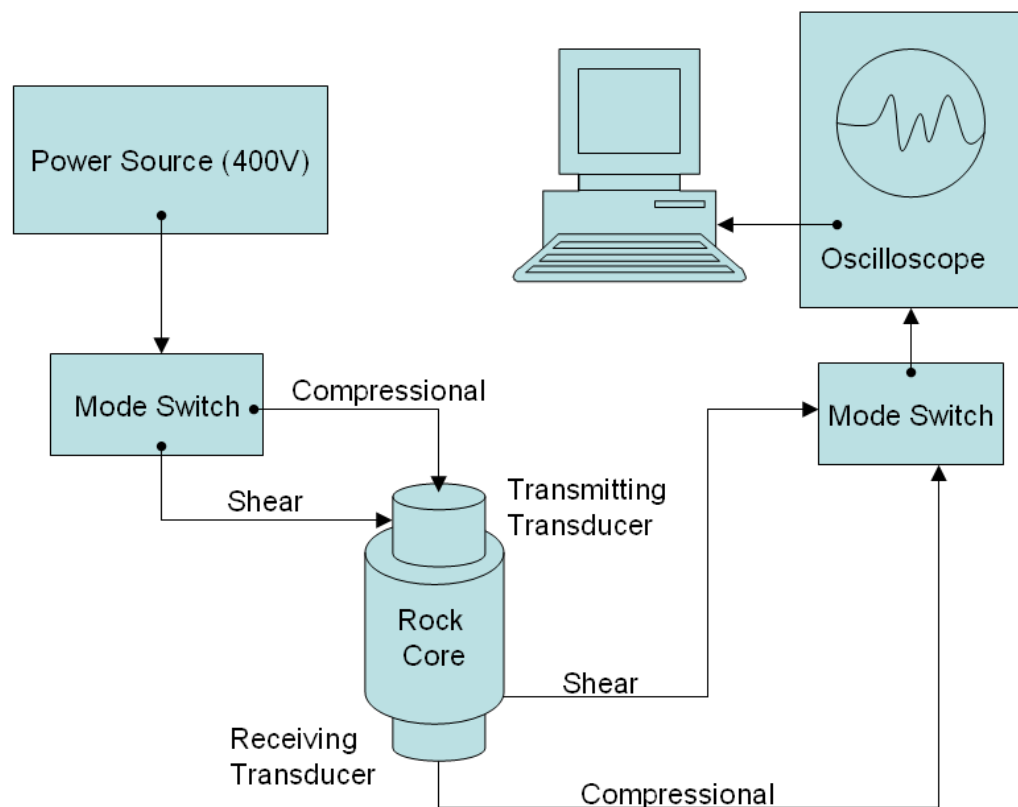 Power Source (400V)
Oscilloscope
Mode Switch
Compressional
Mode Switch
Shear
Transmitting
Transducer
Rock
Core
Shear
Receiving
Transducer
Compressional